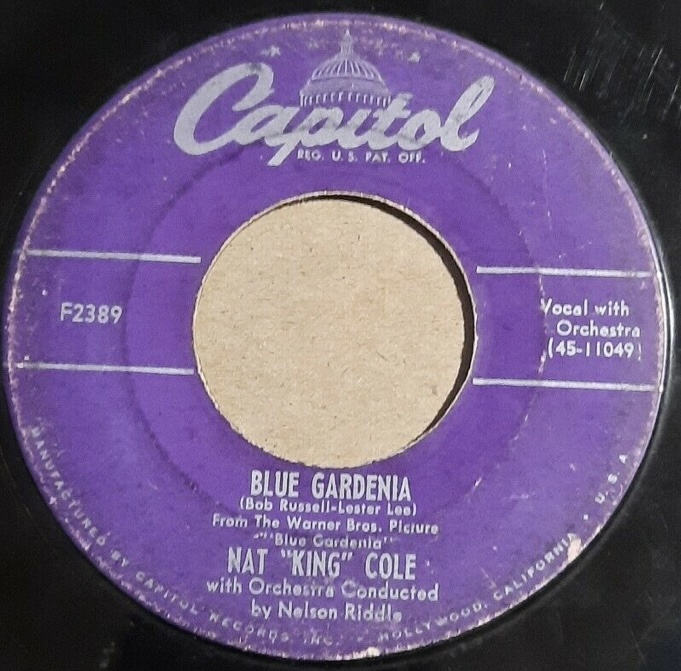 Capitol
REG. U.S. PAT. OFF.
F2389
Vocal with
Orchestra
(45-11049)
BLUE GARDENIA
(Bob Russell-Lester Lee)
From The Warner Bros. Picture
"Blue Gardenia"
NAT "KING" COLE
with Orchestra Conducted
by Nelson Riddle
MANUFACTURED BY CAPITOL RECORDS, INC. HOLLYWOOD, CALIFORNIA • U.S.A.